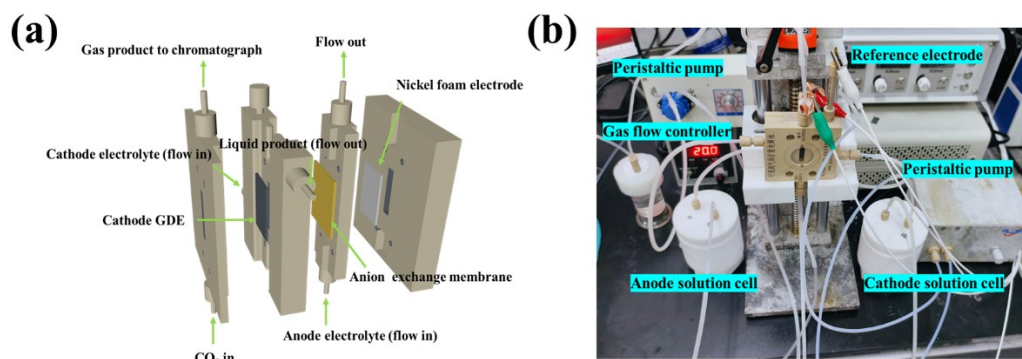 (a)
Gas product to chromatograph
Flow out
Nickel foam electrode
Liquid product (flow out)
Cathode electrolyte (flow in)
Cathode GDE
Anion exchange membrane
Anode electrolyte (flow in)
CO₂ in
(b)
Reference electrode
Peristaltic pump
Gas flow controller
20.0
Peristaltic pump
Anode solution cell
Cathode solution cell